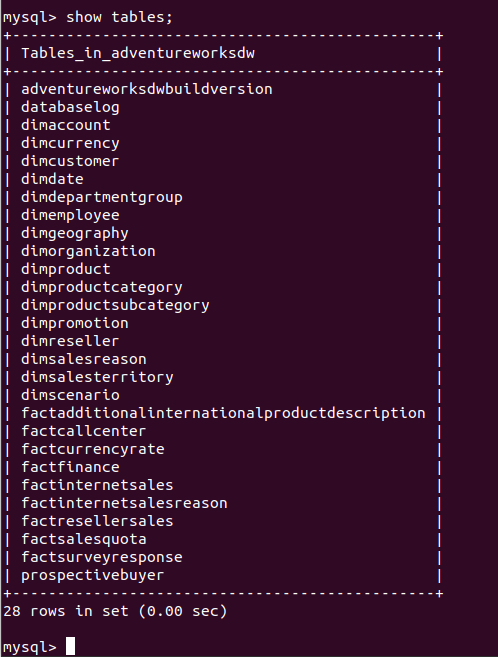 mysql> show tables;
+--------------------------------------------+
| Tables_in_adventureworksdw                 |
+--------------------------------------------+
| adventureworksdwbuildversion               |
| databaselog                                |
| dimaccount                                 |
| dimcurrency                                |
| dimcustomer                                |
| dimdate                                    |
| dimdepartmentgroup                         |
| dimemployee                                |
| dimgeography                               |
| dimorganization                            |
| dimproduct                                 |
| dimproductcategory                         |
| dimproductsubcategory                      |
| dimpromotion                               |
| dimreseller                                |
| dimsalesreason                             |
| dimsalesterritory                          |
| dimscenario                                |
| factadditionalinternationalproductdescription |
| factcallcenter                             |
| factcurrencyrate                           |
| factfinance                                |
| factinternetsales                          |
| factinternetsalesreason                    |
| factresellersales                          |
| factsalesquota                             |
| factsurveyresponse                         |
| prospectivebuyer                           |
+--------------------------------------------+
28 rows in set (0.00 sec)
mysql>